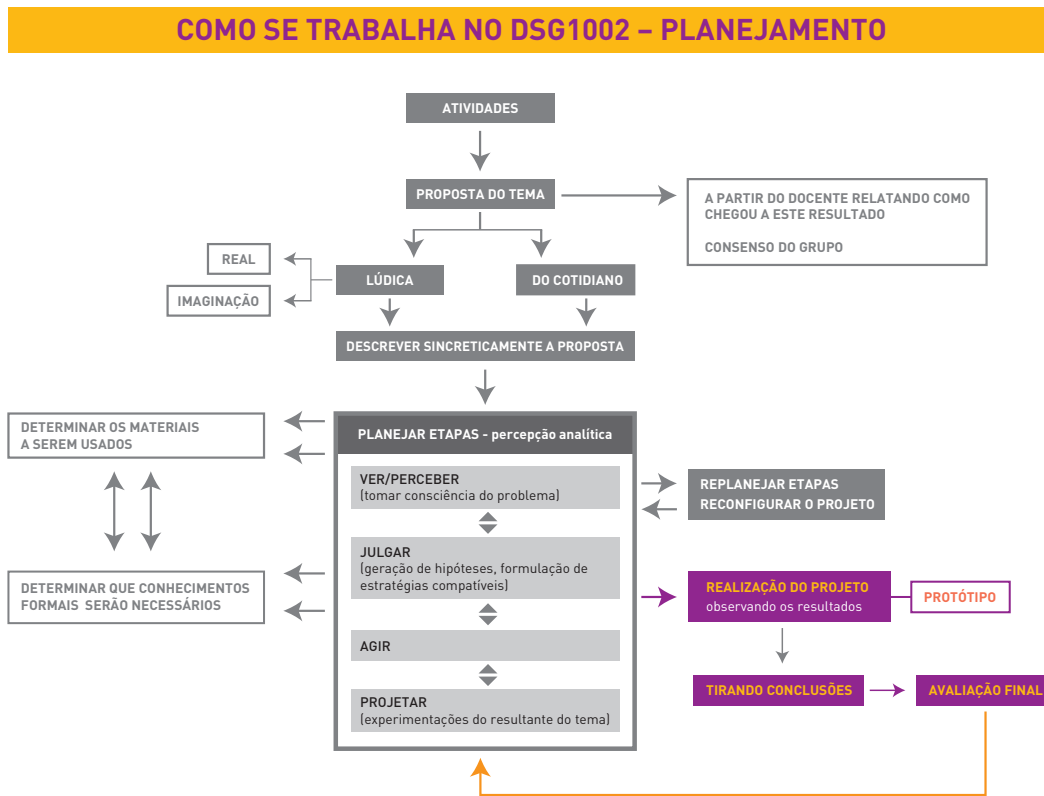 COMO SE TRABALHA NO DSG1002 – PLANEJAMENTO
ATIVIDADES
PROPOSTA DO TEMA
A PARTIR DO DOCENTE RELATANDO COMO
CHEGOU A ESTE RESULTADO
CONSENSO DO GRUPO
REAL
IMAGINAÇÃO
LÚDICA
DO COTIDIANO
DESCREVER SINCRETICAMENTE A PROPOSTA
DETERMINAR OS MATERIAIS
A SEREM USADOS
DETERMINAR QUE CONHECIMENTOS
FORMAIS SERÃO NECESSÁRIOS
PLANEJAR ETAPAS - percepção analítica
VER/PERCEBER
(tomar consciência do problema)
JULGAR
(geração de hipóteses, formulação de
estratégias compatíveis)
AGIR
PROJETAR
(experimentações do resultante do tema)
REPLANEJAR ETAPAS
RECONFIGURAR O PROJETO
REALIZAÇÃO DO PROJETO
observando os resultados
PROTÓTIPO
TIRANDO CONCLUSÕES
AVALIAÇÃO FINAL